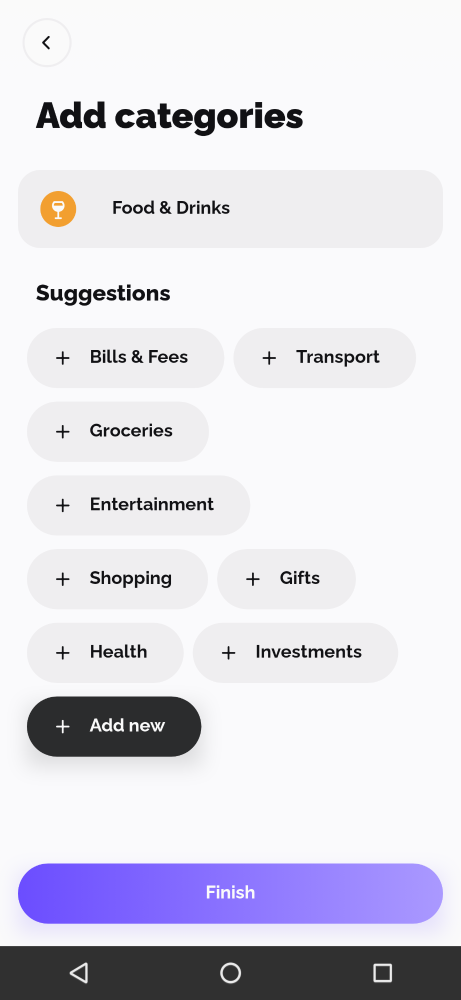 Add categories
Food & Drinks
Suggestions
Bills & Fees
Transport
Groceries
Entertainment
Shopping
Gifts
Health
Investments
Add new
Finish